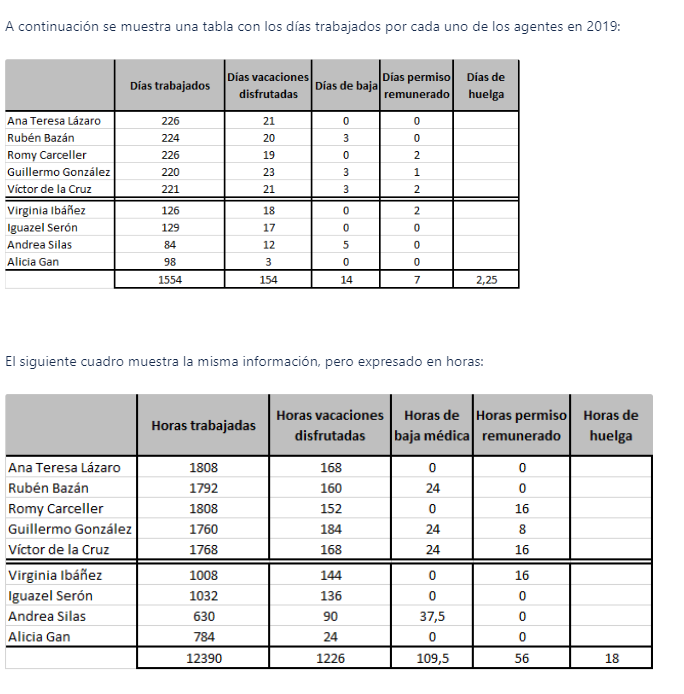 A continuación se muestra una tabla con los días trabajados por cada uno de los agentes en 2019:
Días trabajados Días vacaciones disfrutadas Días de baja Días permiso remunerado Días de huelga
Ana Teresa Lázaro 226 21 0 0
Rubén Bazán 224 20 3 0
Romy Carceller 226 19 0 2
Guillermo González 220 23 3 1
Víctor de la Cruz 221 21 3 2
Virginia Ibáñez 126 18 0 2
Iguazel Serón 129 17 0 0
Andrea Silas 84 12 5 0
Alicia Gan 98 3 0 0
1554 154 14 7 2,25
El siguiente cuadro muestra la misma información, pero expresado en horas:
Horas trabajadas Horas vacaciones disfrutadas Horas de baja médica Horas permiso remunerado Horas de huelga
Ana Teresa Lázaro 1808 168 0 0
Rubén Bazán 1792 160 24 0
Romy Carceller 1808 152 0 16
Guillermo González 1760 184 24 8
Víctor de la Cruz 1768 168 24 16
Virginia Ibáñez 1008 144 0 16
Iguazel Serón 1032 136 0 0
Andrea Silas 630 90 37,5 0
Alicia Gan 784 24 0 0
12390 1226 109,5 56 18